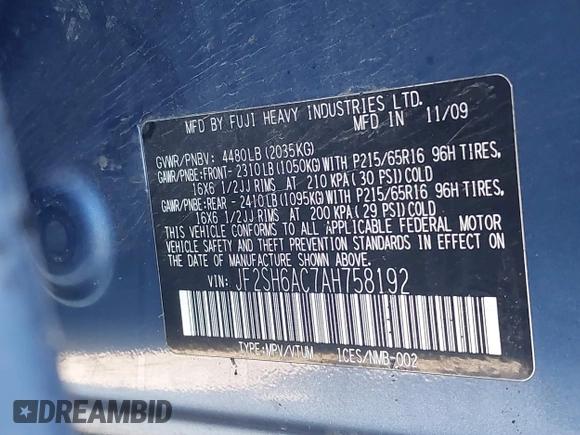 MFD BY FUJI HEAVY INDUSTRIES LTD.
MFD IN 11/09
GVWR/PNBV: 4480LB(2035KG)
GAWR/PNBE:FRONT-2310LB(1050KG)WITH P215/65R16 96H TIRES,
16X6 1/2JJ RIMS AT 210 KPA(30 PSI)COLD
GAWR/PNBE:REAR -2410LB(1095KG)WITH P215/65R16 96H TIRES,
16X6 1/2JJ RIMS AT 200 KPA(29 PSI)COLD
THIS VEHICLE CONFORMS TO ALL APPLICABLE FEDERAL MOTOR
VEHICLE SAFETY AND THEFT PREVENTION STANDARDS IN EFFECT ON
THE DATE OF MANUFACTURE SHOWN ABOVE.
VIN: JF2SH6AC7AH758192
TYPE:MPV/VTUM ICES/NMB-002
DREAMBID